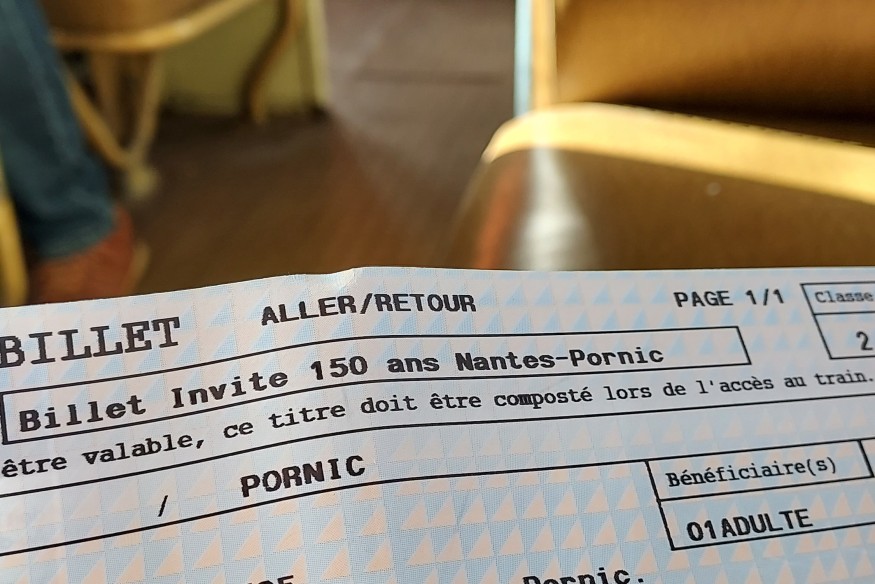 BILLET ALLER/RETOUR PAGE 1/1 Classe
2
Billet Invite 150 ans Nantes-Pornic
être valable, ce titre doit être composté lors de l'accès au train.
/ PORNIC Bénéficiaire(s)
01ADULTE
Pornic.